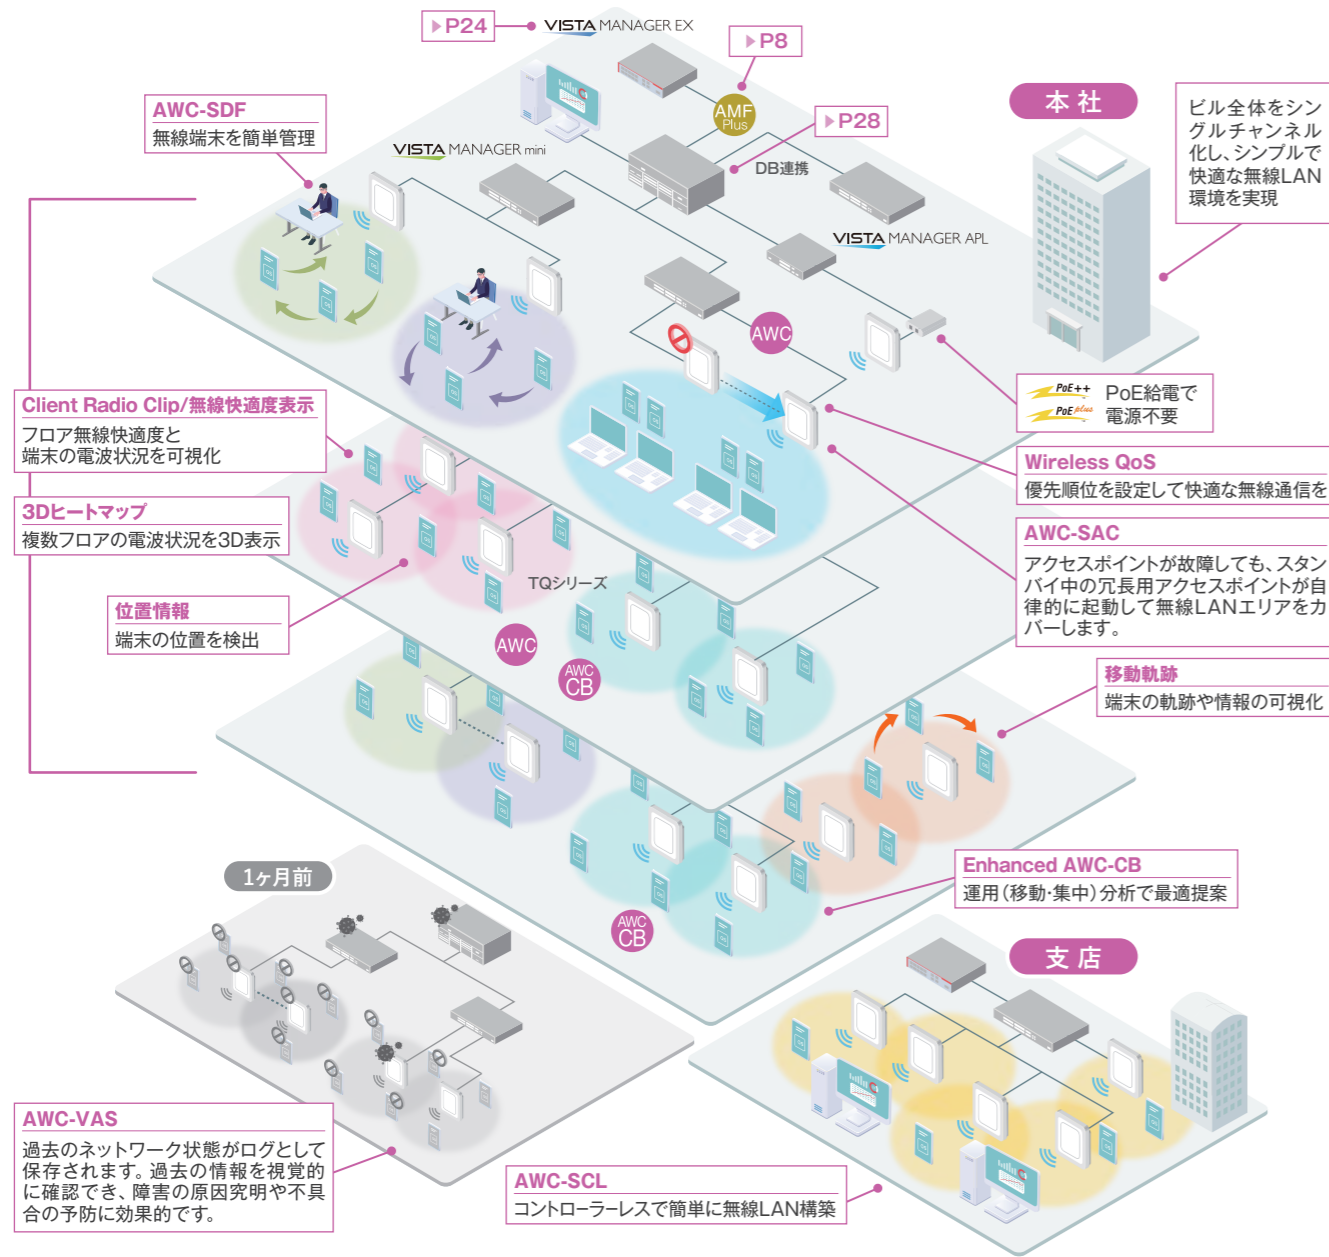 ▶P24
VISTA MANAGER EX
▶P8
AMF
Plus
▶P28
DB連携
AWC-SDF
無線端末を簡単管理
VISTA MANAGER mini
VISTA MANAGER APL
本社
ビル全体をシン
グルチャンネル
化し、シンプルで
快適な無線LAN
環境を実現
AWC
PoE++
PoE plus
PoE給電で
電源不要
Client Radio Clip/無線快適度表示
フロア無線快適度と
端末の電波状況を可視化
Wireless QoS
優先順位を設定して快適な無線通信を
3Dヒートマップ
複数フロアの電波状況を3D表示
AWC-SAC
アクセスポイントが故障しても、スタン
バイ中の冗長用アクセスポイントが自
律的に起動して無線LANエリアをカ
バーします。
TQシリーズ
位置情報
端末の位置を検出
AWC
AWC
CB
移動軌跡
端末の軌跡や情報の可視化
Enhanced AWC-CB
運用(移動・集中)分析で最適提案
1ヶ月前
AWC
CB
支店
AWC-VAS
過去のネットワーク状態がログとして
保存されます。過去の情報を視覚的
に確認でき、障害の原因究明や不具
合の予防に効果的です。
AWC-SCL
コントローラーレスで簡単に無線LAN構築